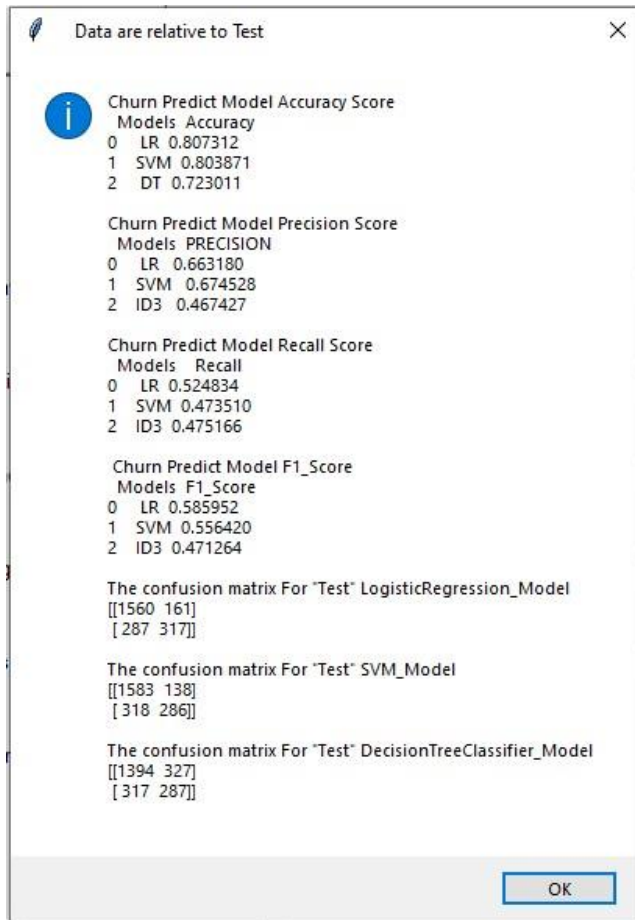 Data are relative to Test
Churn Predict Model Accuracy Score
Models Accuracy
0 LR 0.807312
1 SVM 0.803871
2 DT 0.723011
Churn Predict Model Precision Score
Models PRECISION
0 LR 0.663180
1 SVM 0.674528
2 ID3 0.467427
Churn Predict Model Recall Score
Models Recall
0 LR 0.524834
1 SVM 0.473510
2 ID3 0.475166
Churn Predict Model F1_Score
Models F1_Score
0 LR 0.585952
1 SVM 0.556420
2 ID3 0.471264
The confusion matrix For "Test" LogisticRegression_Model
[[1560 161]
[ 287 317]]
The confusion matrix For "Test" SVM_Model
[[1583 138]
[ 318 286]]
The confusion matrix For "Test" DecisionTreeClassifier_Model
[[1394 327]
[ 317 287]]
OK